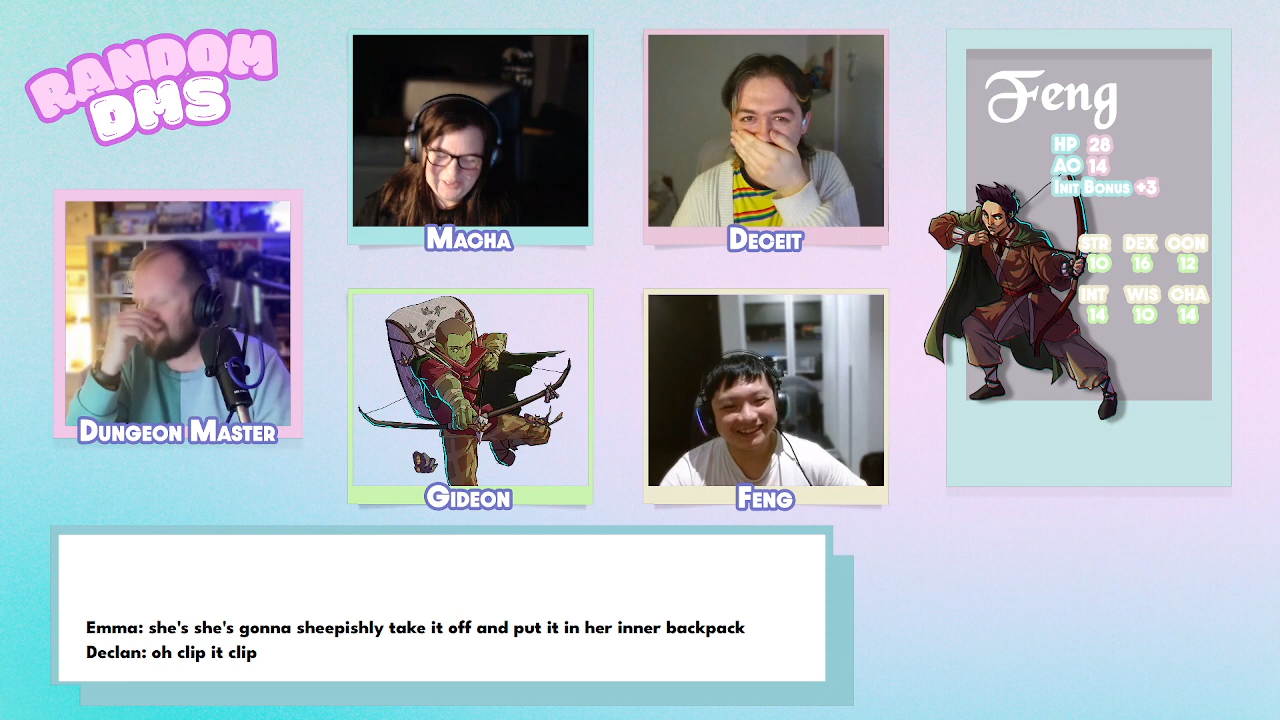 RANDOM
DMS
MACHA
DECEIT
DUNGEON MASTER
GIDEON
FENG
Feng
HP 28
AC 14
INIT BONUS +3
STR DEX CON
10 16 12
INT WIS CHA
14 10 14
Emma: she's she's gonna sheepishly take it off and put it in her inner backpack
Declan: oh clip it clip